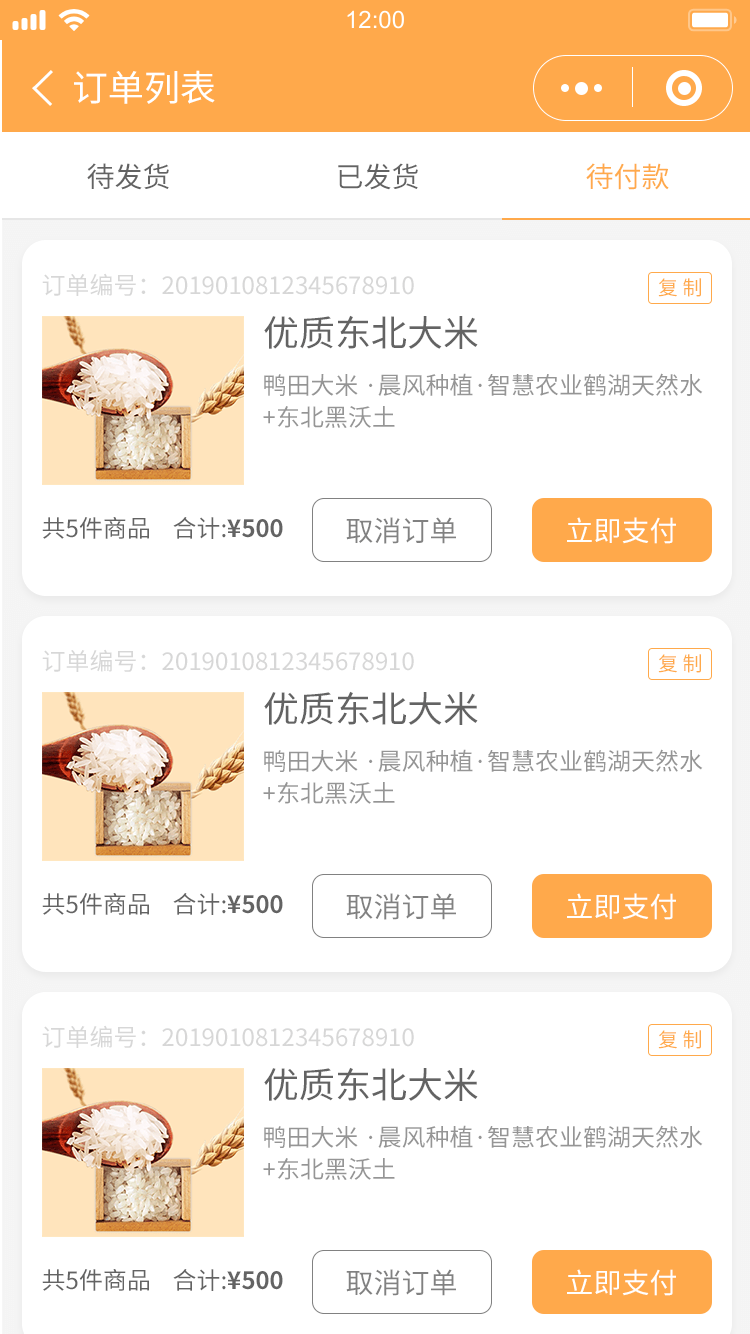 12:00
订单列表
待发货 已发货 待付款
订单编号：2019010812345678910 复制
优质东北大米
鸭田大米 ·晨风种植·智慧农业鹤湖天然水
+东北黑沃土
共5件商品 合计:¥500 取消订单 立即支付
订单编号：2019010812345678910 复制
优质东北大米
鸭田大米 ·晨风种植·智慧农业鹤湖天然水
+东北黑沃土
共5件商品 合计:¥500 取消订单 立即支付
订单编号：2019010812345678910 复制
优质东北大米
鸭田大米 ·晨风种植·智慧农业鹤湖天然水
+东北黑沃土
共5件商品 合计:¥500 取消订单 立即支付